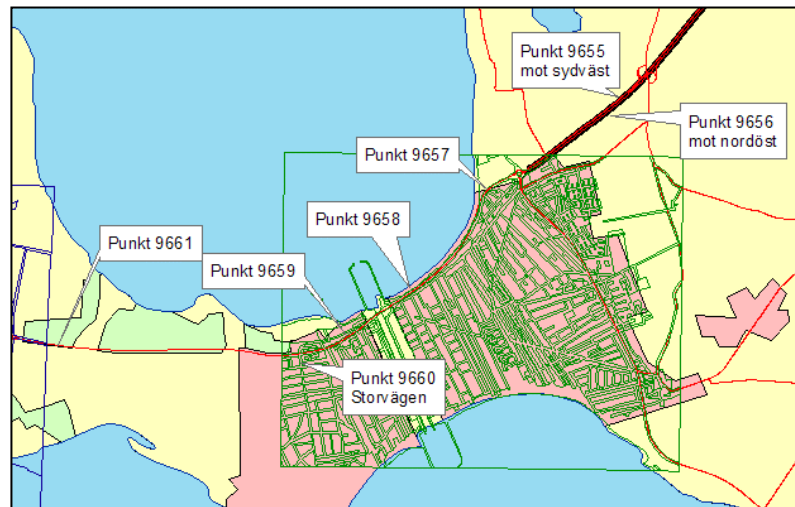 Punkt 9655
mot sydväst
Punkt 9656
mot nordöst
Punkt 9657
Punkt 9658
Punkt 9661
Punkt 9659
Punkt 9660
Storvägen